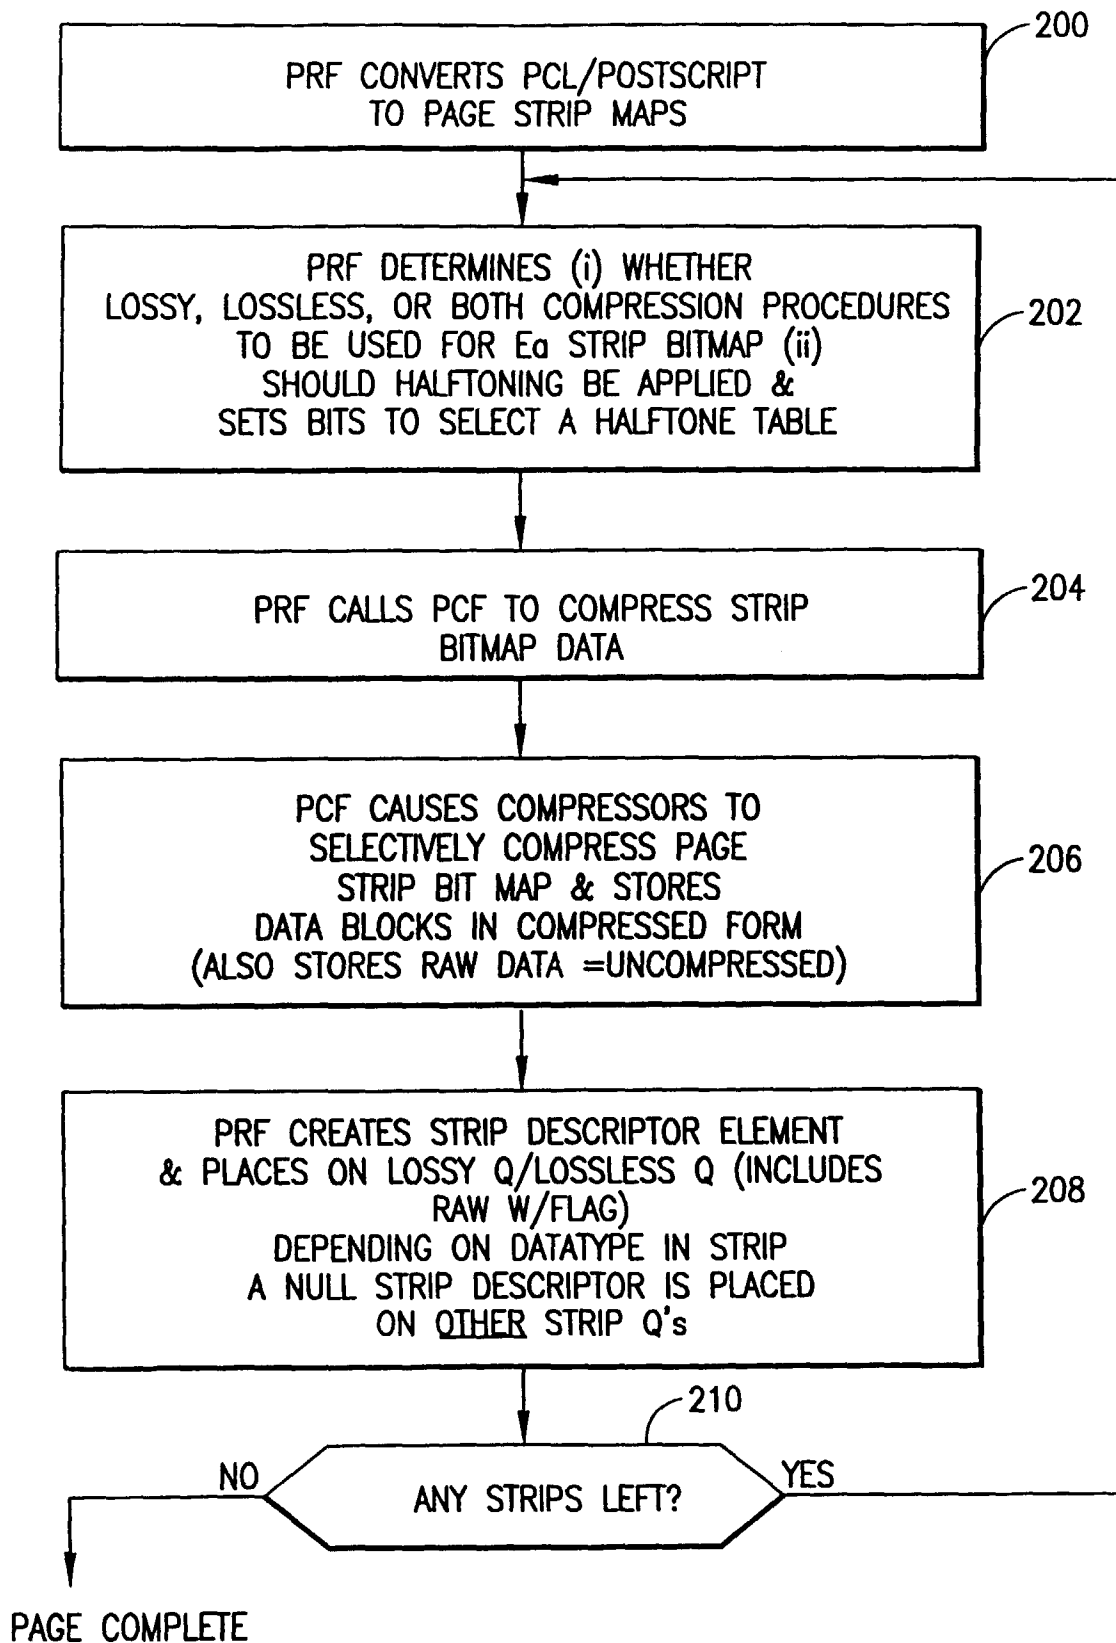 200
PRF CONVERTS PCL/POSTSCRIPT
TO PAGE STRIP MAPS
PRF DETERMINES (i) WHETHER
LOSSY, LOSSLESS, OR BOTH COMPRESSION PROCEDURES
TO BE USED FOR Ea STRIP BITMAP (ii)
SHOULD HALFTONING BE APPLIED &
SETS BITS TO SELECT A HALFTONE TABLE
202
PRF CALLS PCF TO COMPRESS STRIP
BITMAP DATA
204
PCF CAUSES COMPRESSORS TO
SELECTIVELY COMPRESS PAGE
STRIP BIT MAP & STORES
DATA BLOCKS IN COMPRESSED FORM
(ALSO STORES RAW DATA =UNCOMPRESSED)
206
PRF CREATES STRIP DESCRIPTOR ELEMENT
& PLACES ON LOSSY Q/LOSSLESS Q (INCLUDES
RAW W/FLAG)
DEPENDING ON DATATYPE IN STRIP
A NULL STRIP DESCRIPTOR IS PLACED
ON OTHER STRIP Q's
208
210
NO
ANY STRIPS LEFT?
YES
PAGE COMPLETE